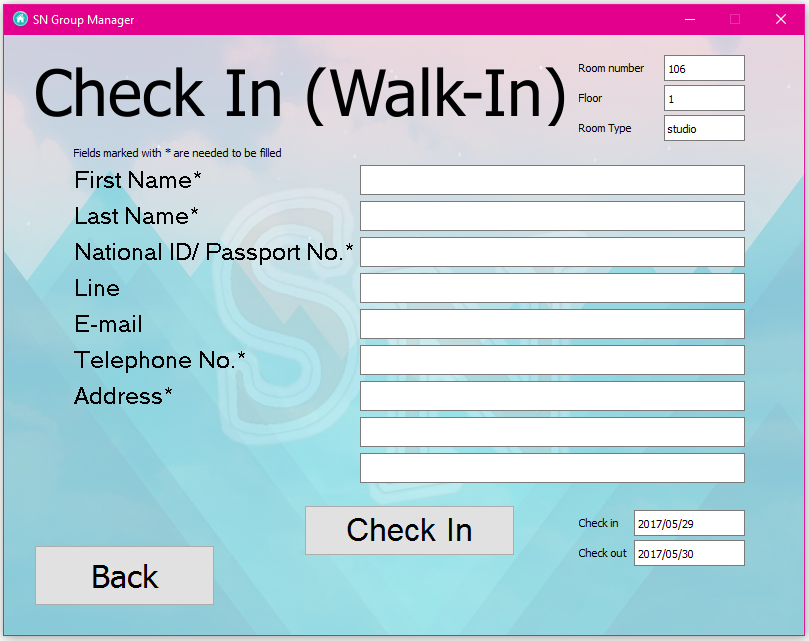 SN Group Manager
Check In (Walk-In)
Room number 106
Floor 1
Room Type studio
Fields marked with * are needed to be filled
First Name*
Last Name*
National ID/ Passport No.*
Line
E-mail
Telephone No.*
Address*
Check In
Check in 2017/05/29
Check out 2017/05/30
Back